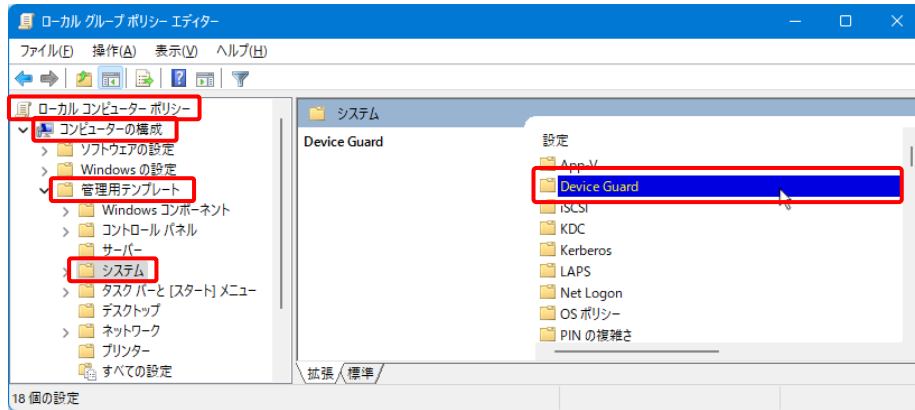 ローカル グループ ポリシー エディター
ファイル(F) 操作(A) 表示(V) ヘルプ(H)
ローカル コンピューター ポリシー
コンピューターの構成
ソフトウェアの設定
Windows の設定
管理用テンプレート
Windows コンポーネント
コントロール パネル
サーバー
システム
タスク バーと [スタート] メニュー
デスクトップ
ネットワーク
プリンター
すべての設定
システム
Device Guard
設定
App-V
Device Guard
iSCSI
KDC
Kerberos
LAPS
Net Logon
OS ポリシー
PIN の複雑さ
拡張 標準
18 個の設定